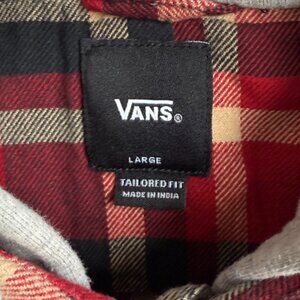 VANS®
LARGE
TAILORED FIT
MADE IN INDIA